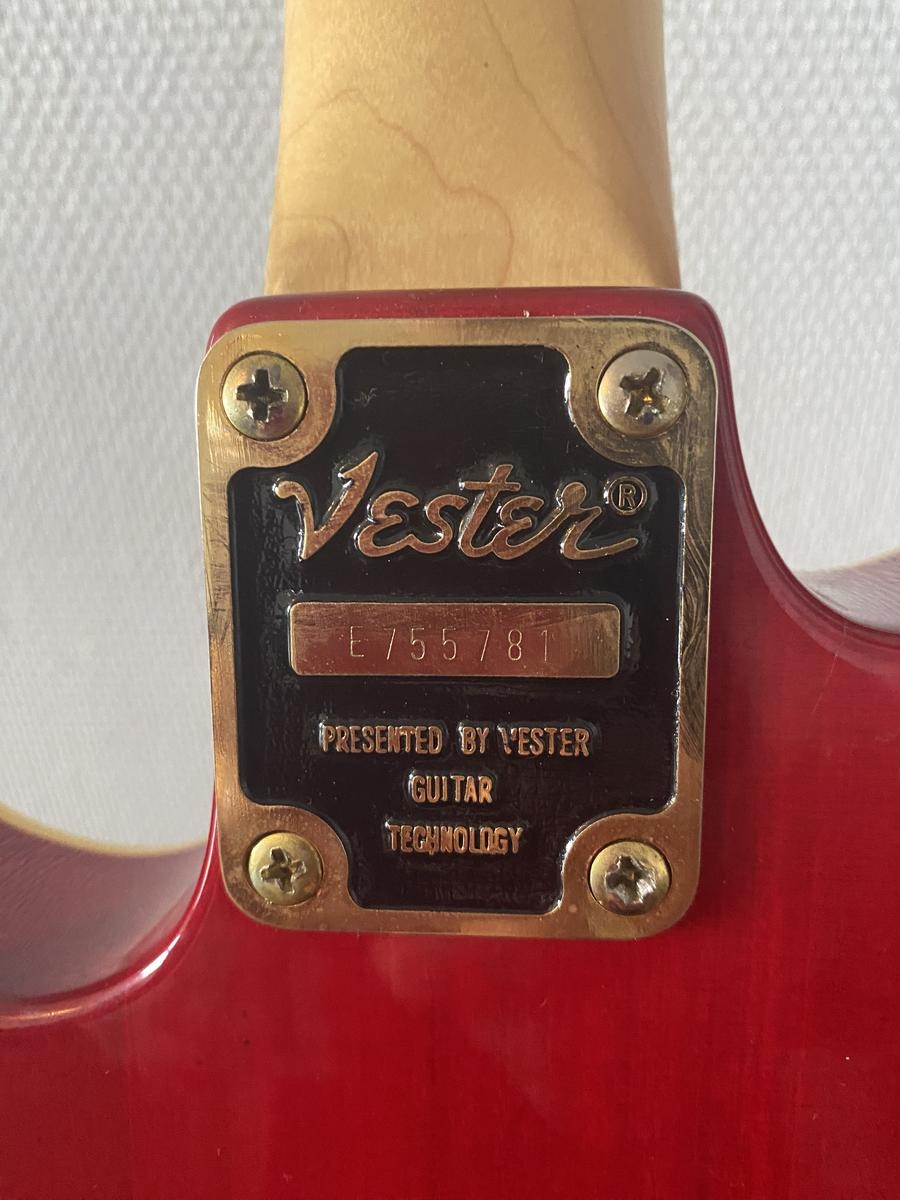 Vester®
E755781
PRESENTED BY VESTER
GUITAR
TECHNOLOGY